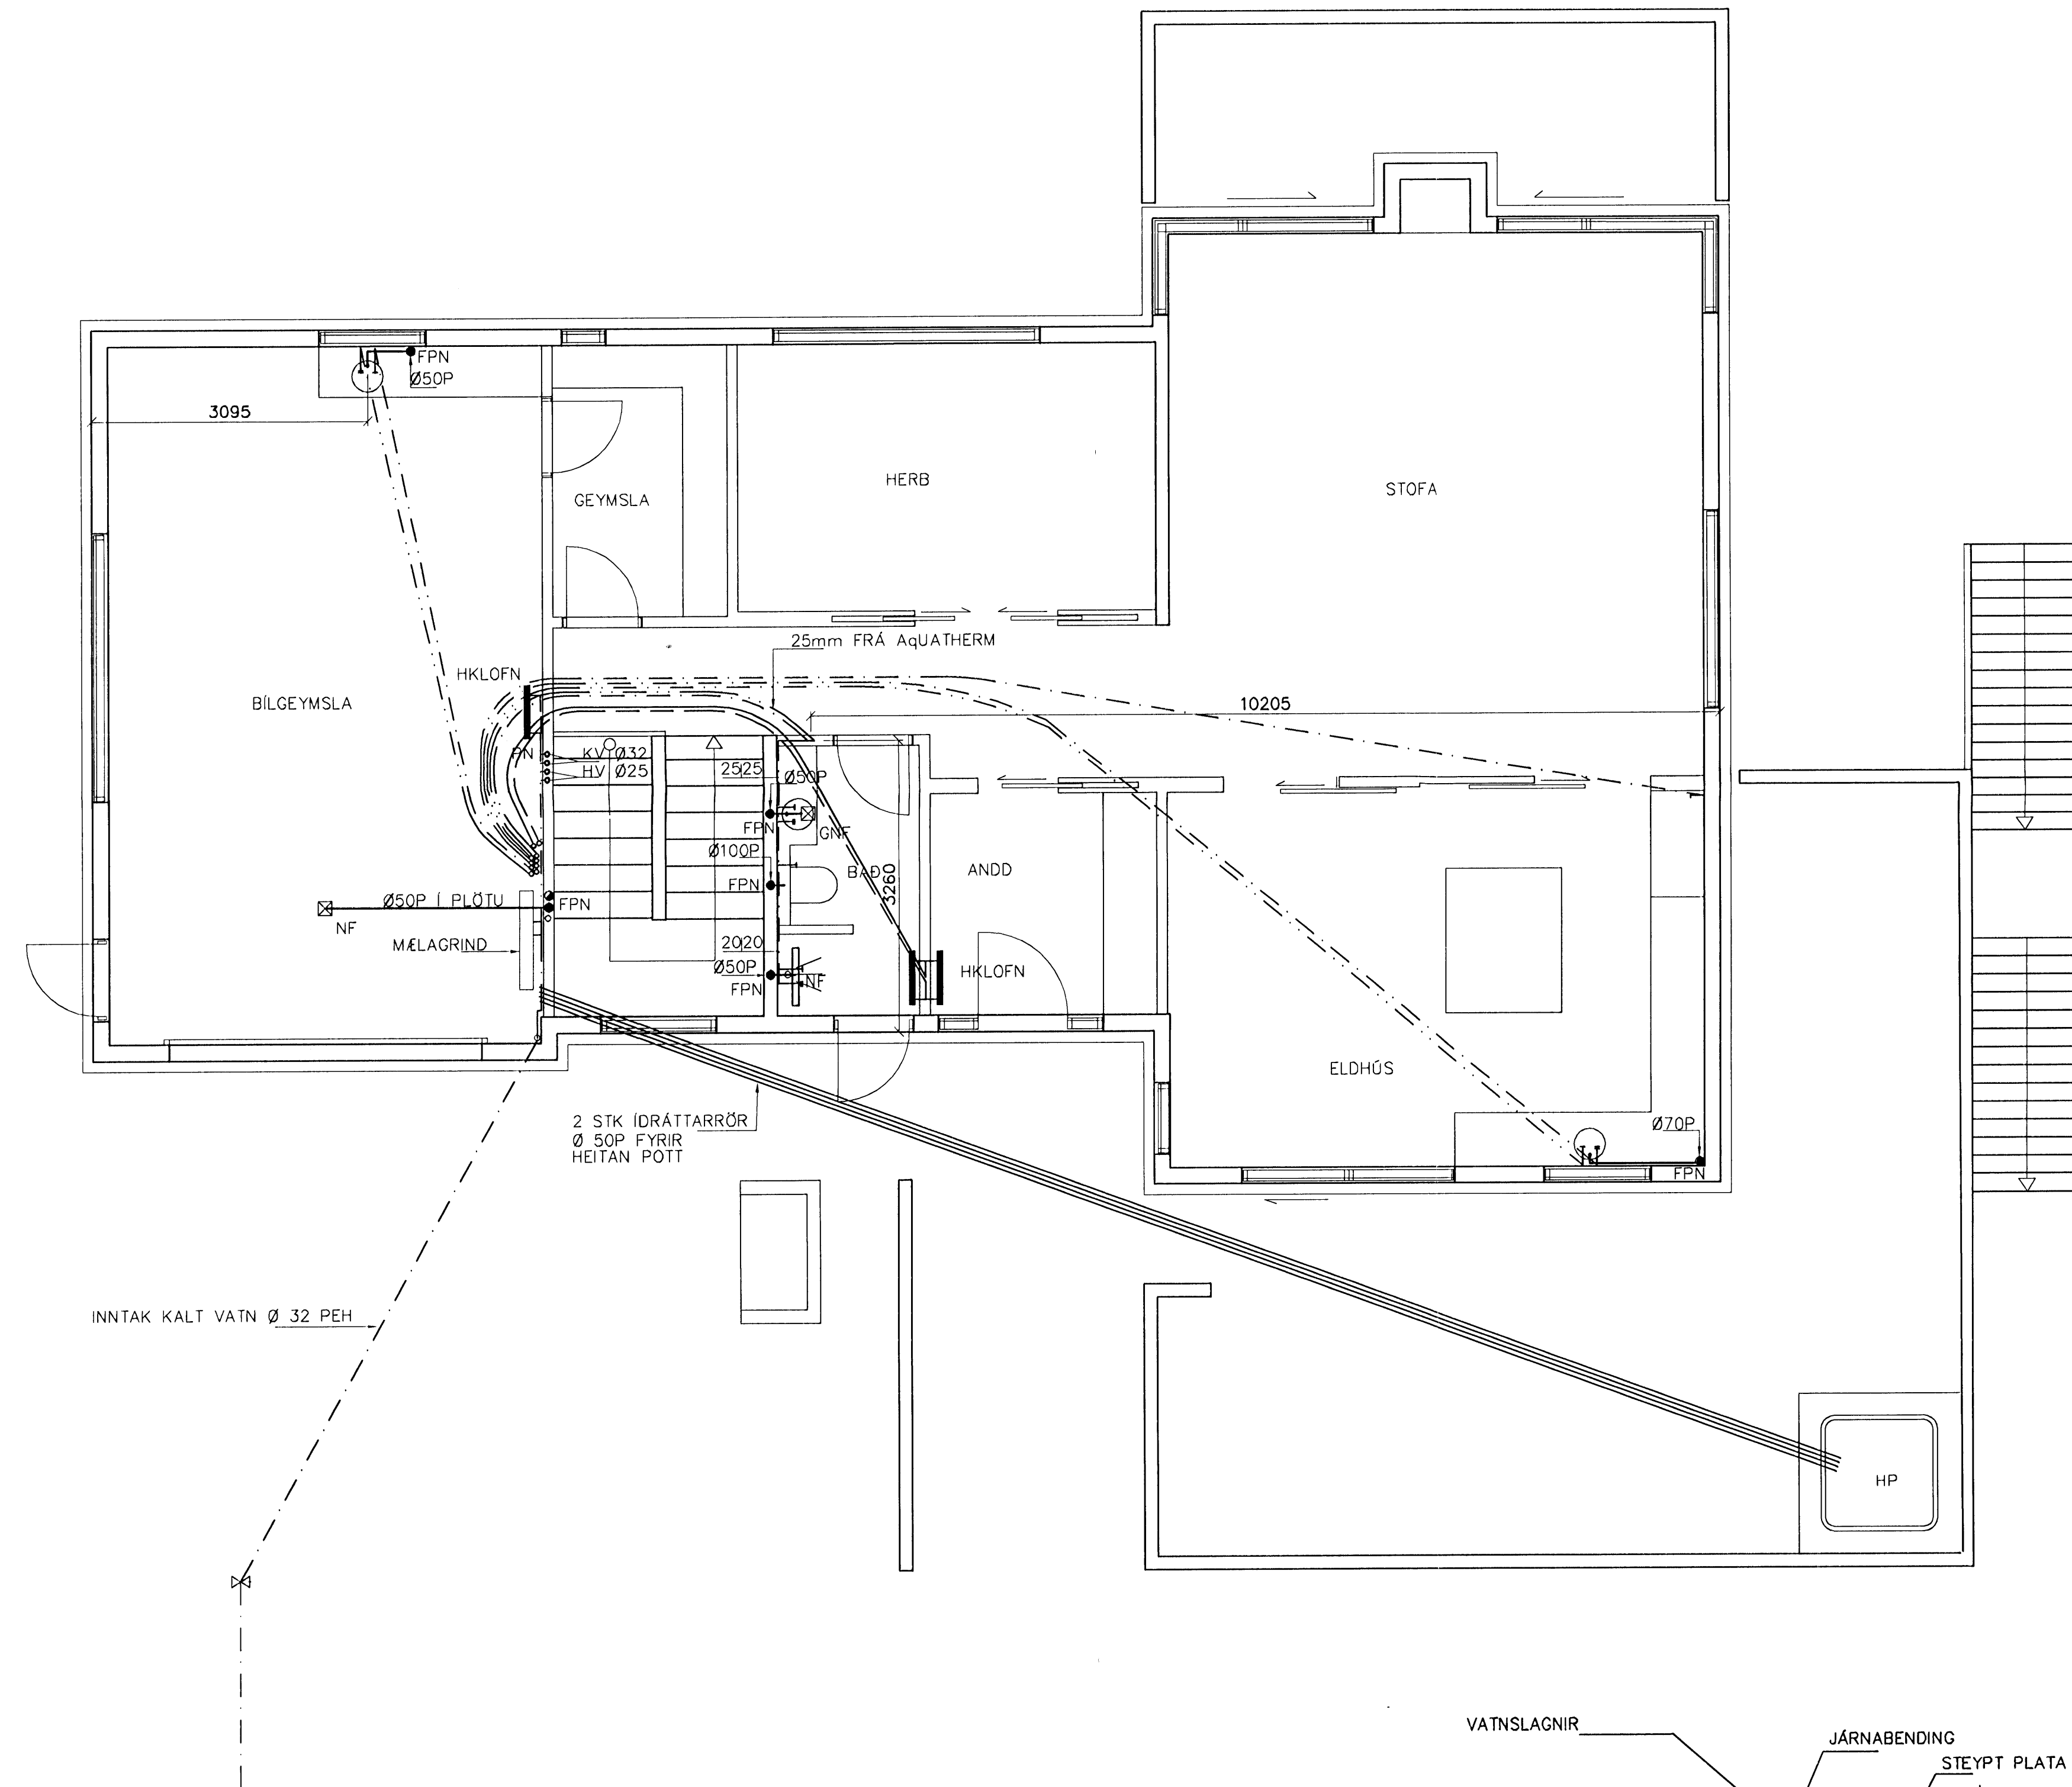 FPN
Ø50P
3095
HERB
STOFA
GEYMSLA
25mm FRÁ AqUATHERM
HKLOFN
BÍLGEYMSLA
10205
PN
KV Ø32
HV Ø25
2525
Ø50P
FPN
GNF
Ø100P
FPN
BAÐ
3260
ANDD
Ø50P Í PLÖTU
FPN
NF
MÆLAGRIND
2020
Ø50P
FPN
NF
HKLOFN
ELDHÚS
2 STK ÍDRÁTTARRÖR
Ø 50P FYRIR
HEITAN POTT
Ø70P
FPN
INNTAK KALT VATN Ø 32 PEH
HP
VATNSLAGNIR
JÁRNABENDING
STEYPT PLATA